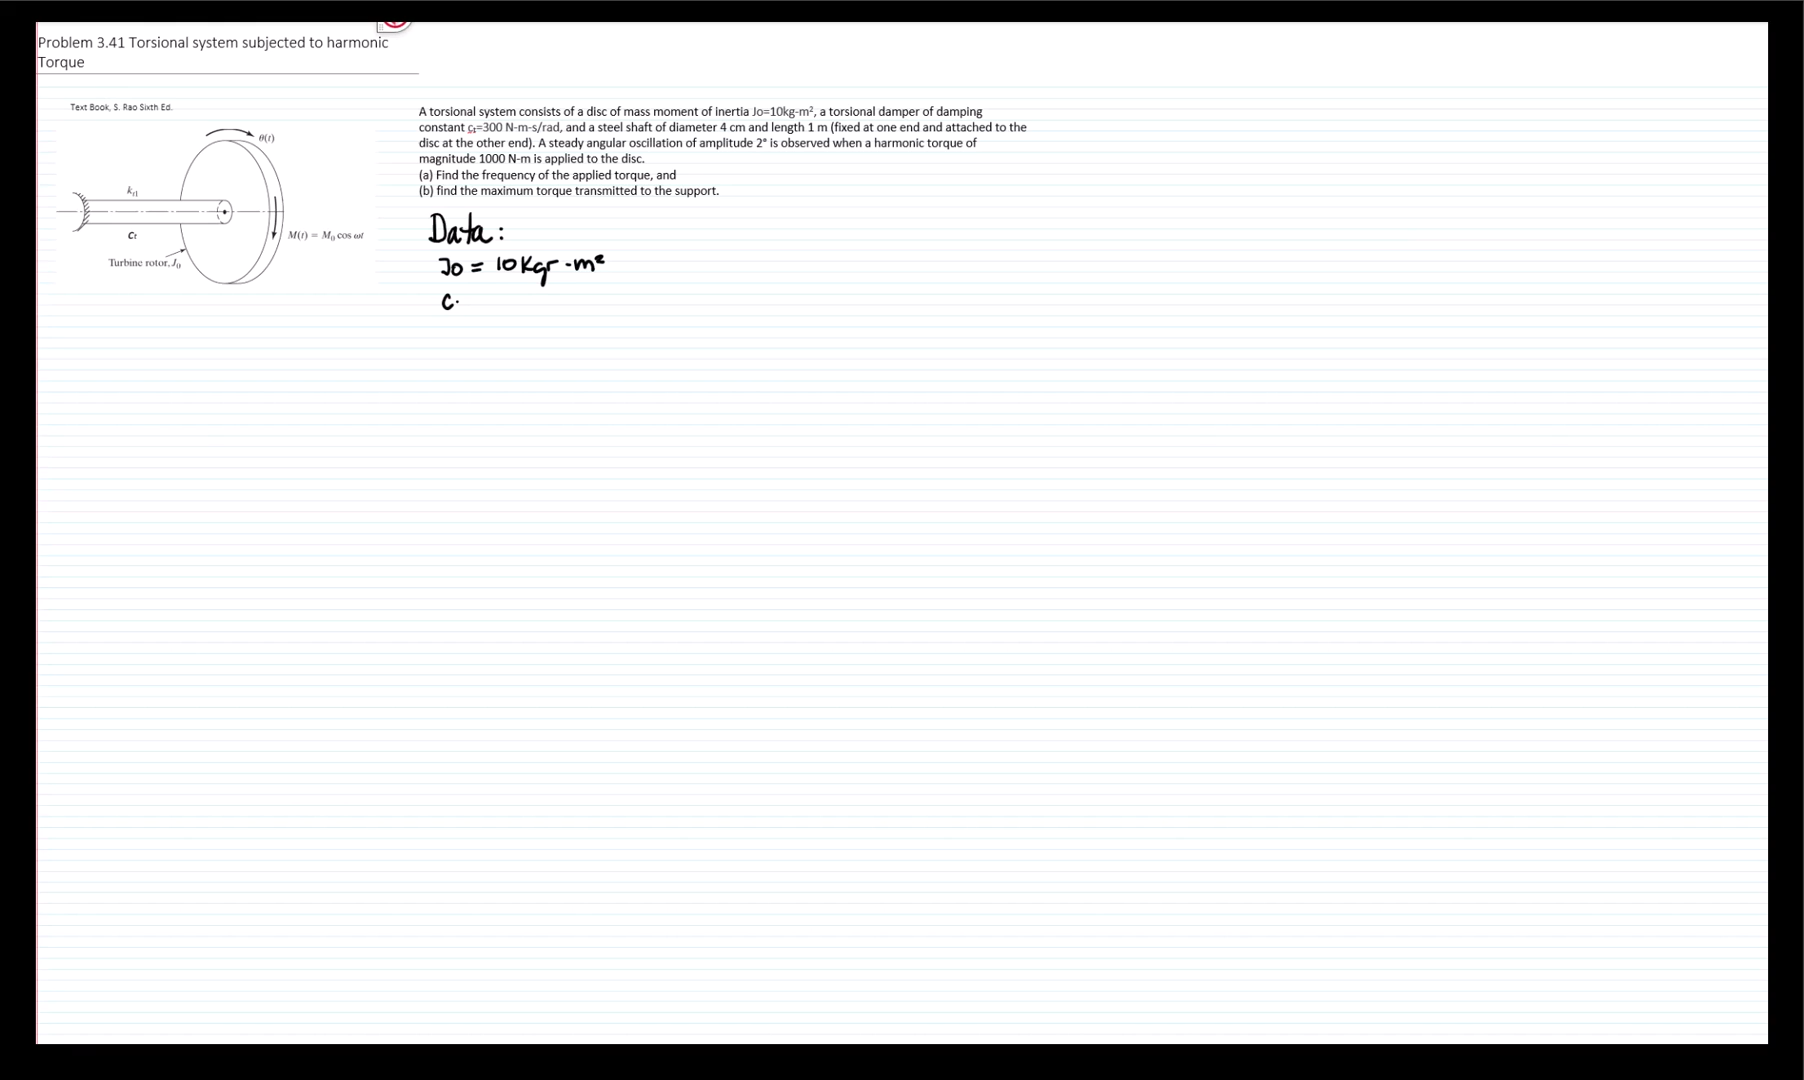 Problem 3.41 Torsional system subjected to harmonic
Torque
Text Book, S. Rao Sixth Ed.
A torsional system consists of a disc of mass moment of inertia Jo=10kg-m², a torsional damper of damping
constant cₜ=300 N-m-s/rad, and a steel shaft of diameter 4 cm and length 1 m (fixed at one end and attached to the
disc at the other end). A steady angular oscillation of amplitude 2° is observed when a harmonic torque of
magnitude 1000 N-m is applied to the disc.
(a) Find the frequency of the applied torque, and
(b) find the maximum torque transmitted to the support.
θ(t)
kₜ₁
Cₜ
M(t) = M₀ cos ωt
Turbine rotor, J₀
Data:
Jo = 10 Kgr-m²
C